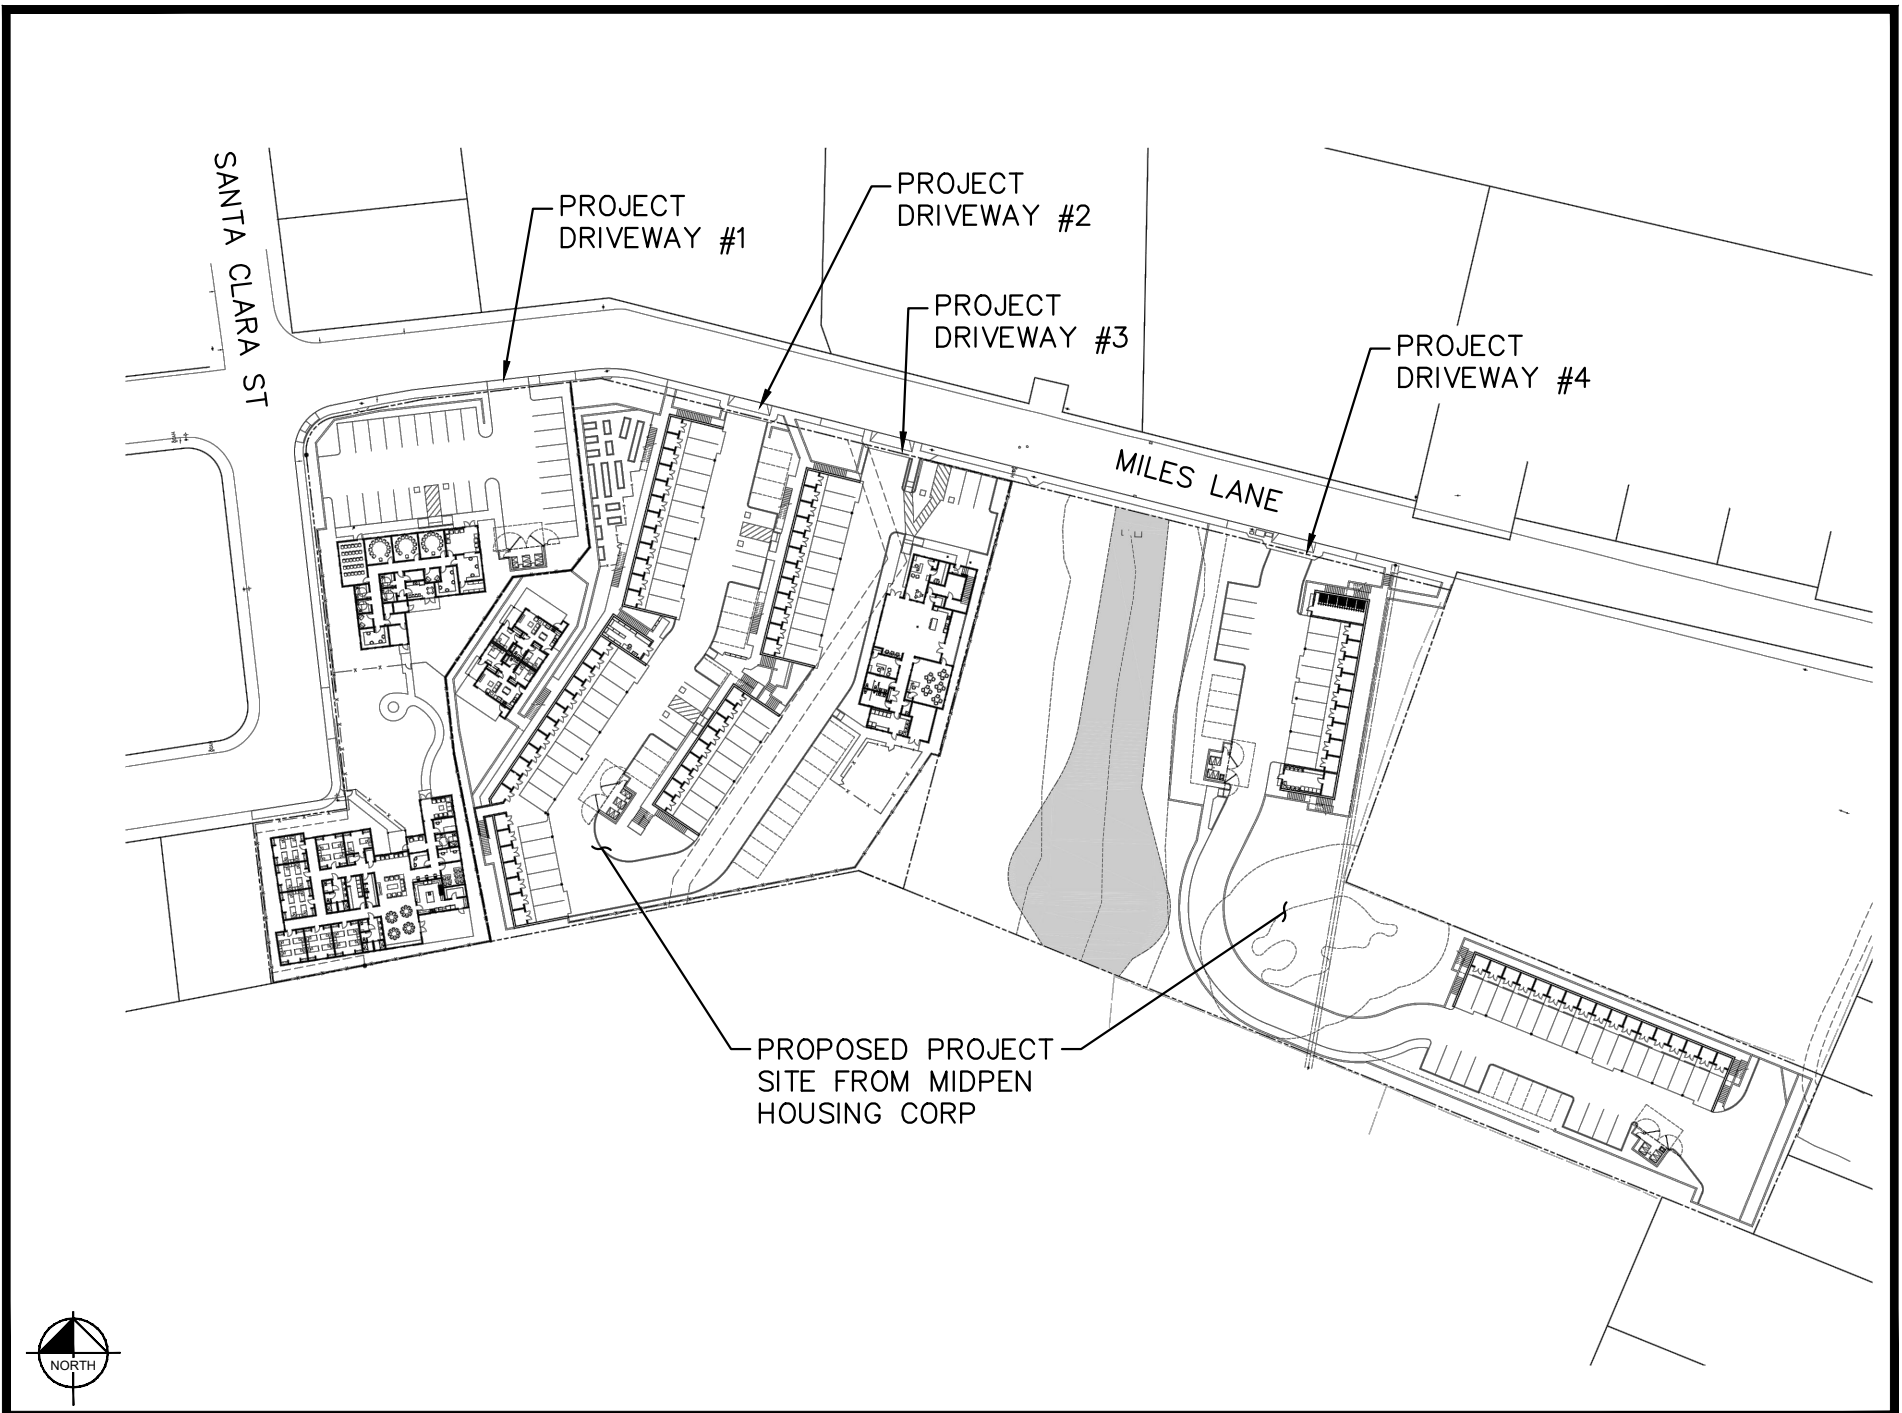 SANTA CLARA ST
PROJECT
DRIVEWAY #1
PROJECT
DRIVEWAY #2
PROJECT
DRIVEWAY #3
PROJECT
DRIVEWAY #4
MILES LANE
PROPOSED PROJECT
SITE FROM MIDPEN
HOUSING CORP
NORTH